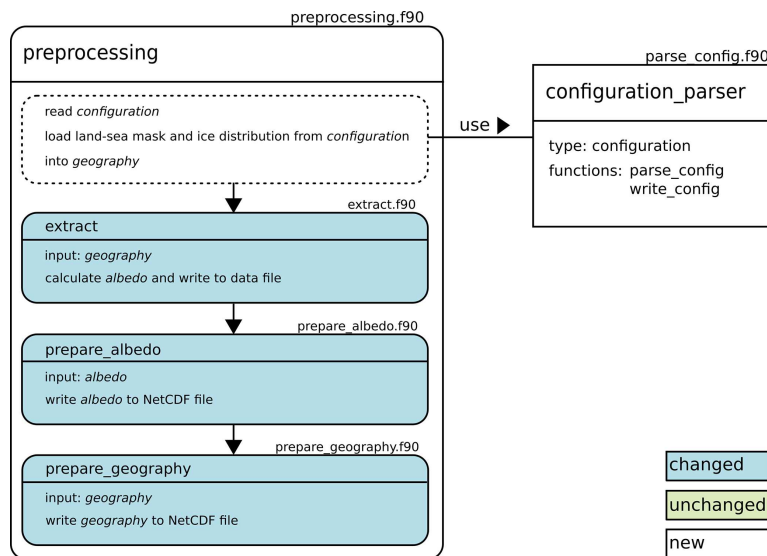 preprocessing.f90
preprocessing
read configuration
load land-sea mask and ice distribution from configuration
into geography
extract.f90
extract
input: geography
calculate albedo and write to data file
prepare_albedo.f90
prepare_albedo
input: albedo
write albedo to NetCDF file
prepare_geography.f90
prepare_geography
input: geography
write geography to NetCDF file
use
parse_config.f90
configuration_parser
type: configuration
functions: parse_config
write_config
changed
unchanged
new